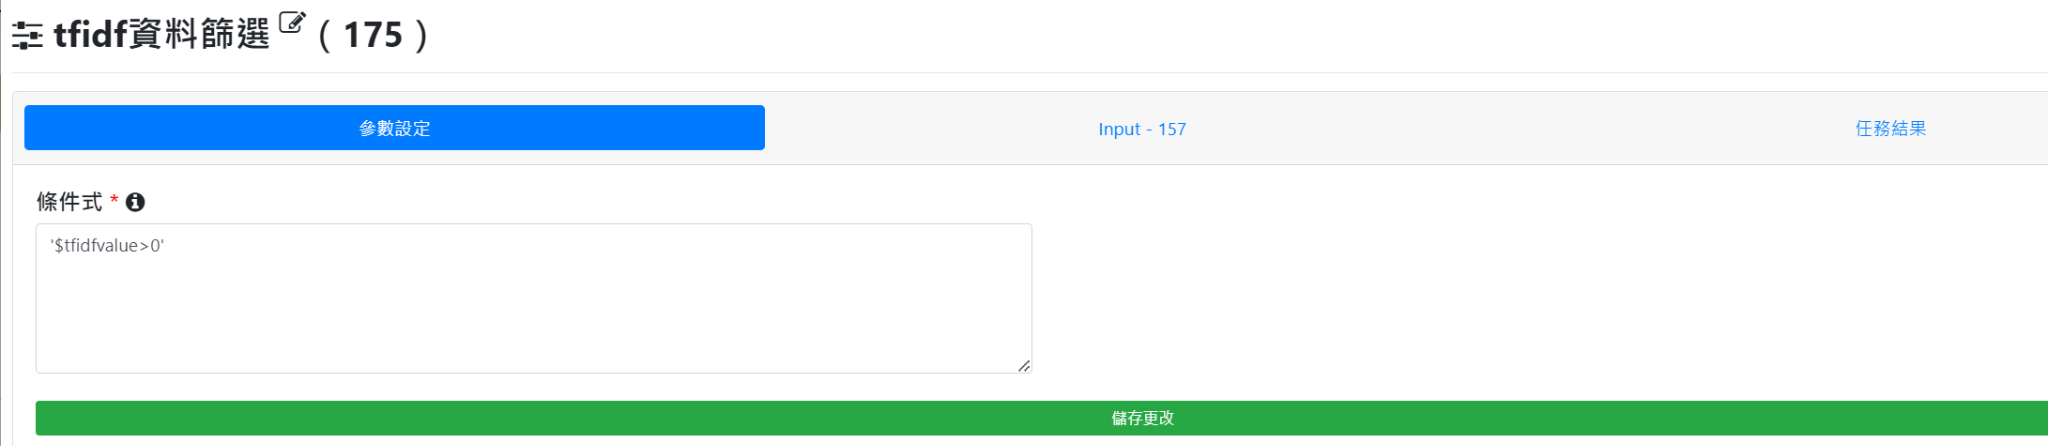 tfidf資料篩選 ( 175 )
參數設定 Input - 157 任務結果
條件式 *
'$tfidfvalue>0'
儲存更改